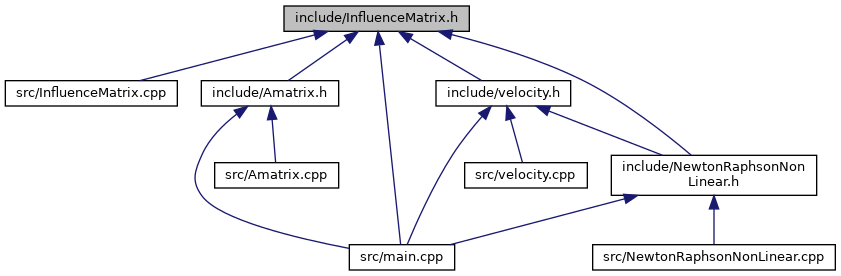 include/InfluenceMatrix.h
src/InfluenceMatrix.cpp
include/Amatrix.h
include/velocity.h
src/Amatrix.cpp
src/velocity.cpp
include/NewtonRaphsonNon
Linear.h
src/main.cpp
src/NewtonRaphsonNonLinear.cpp